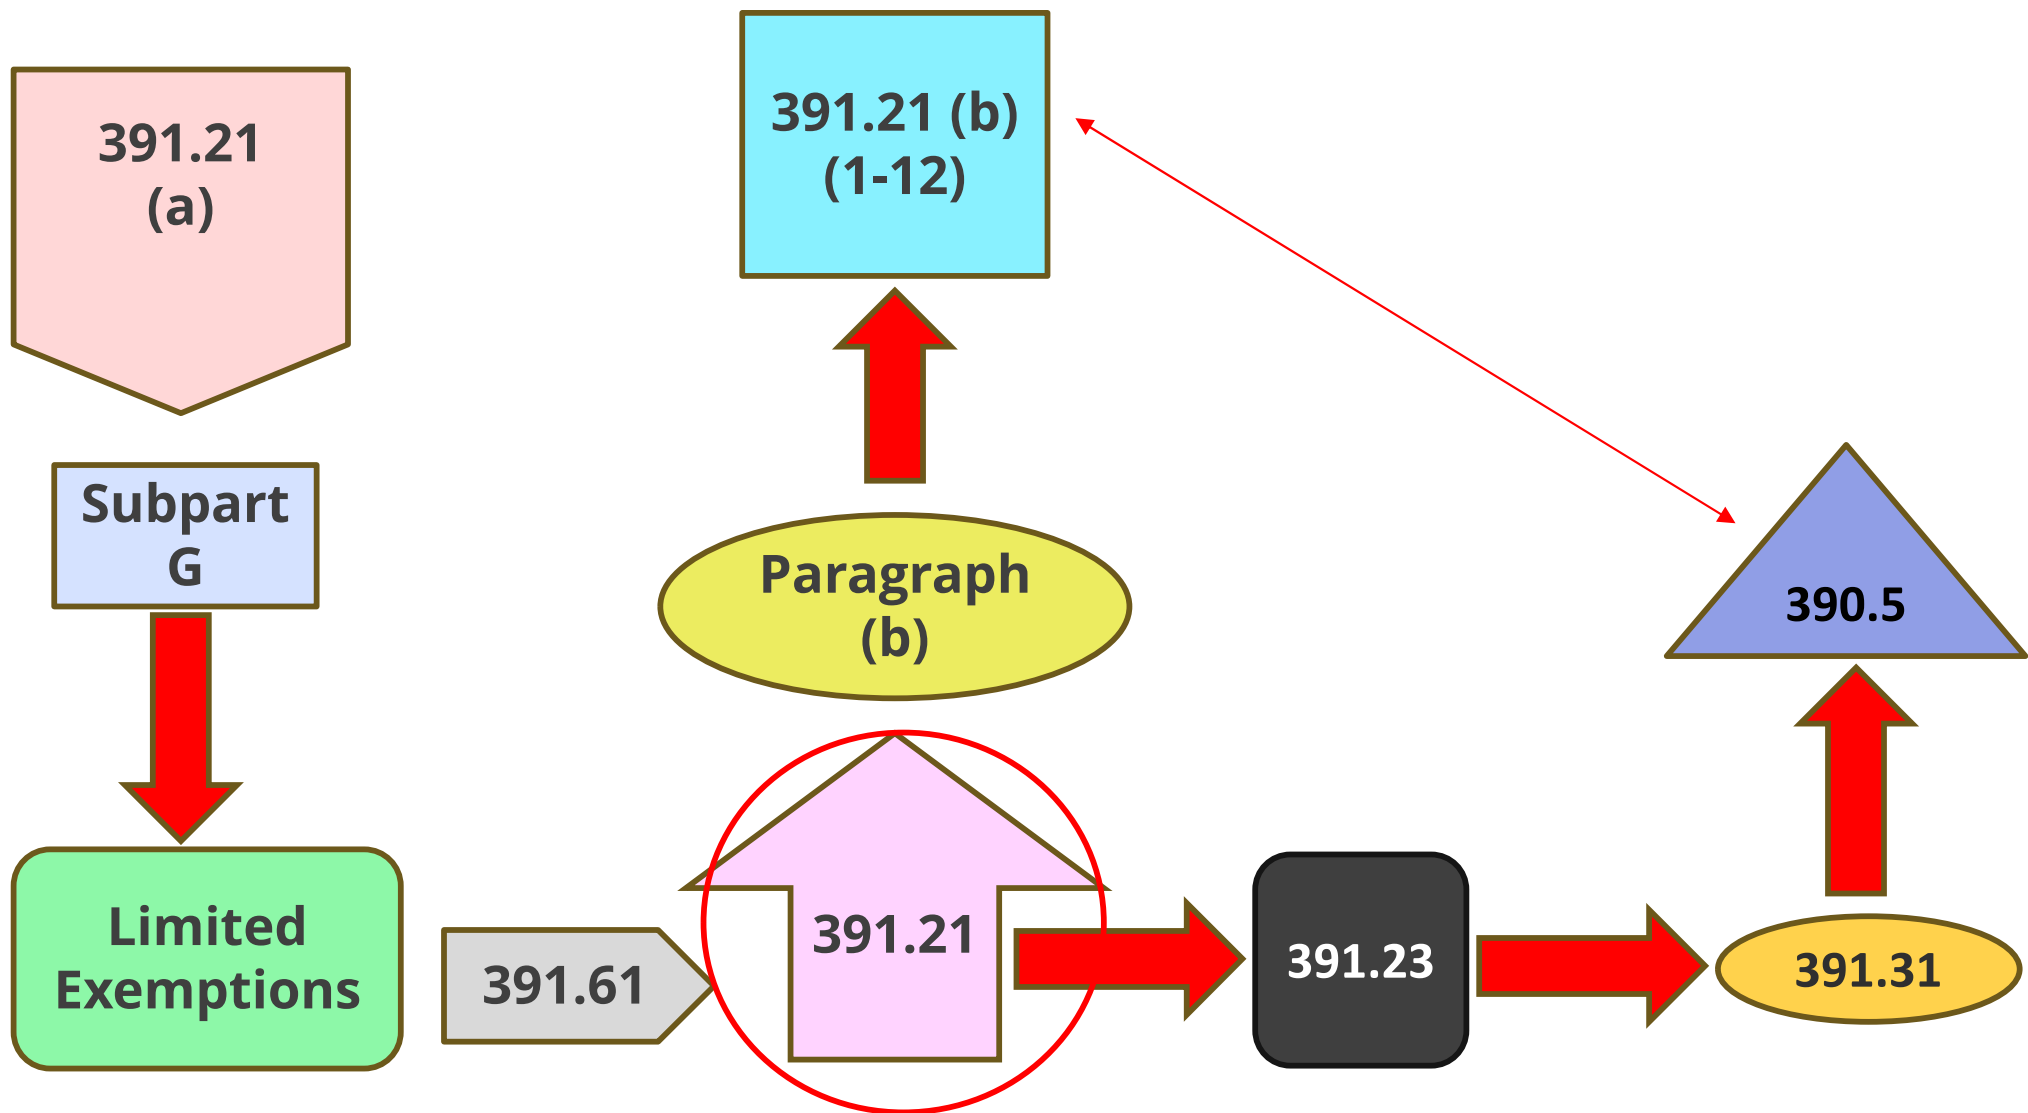 391.21
(a)
Subpart
G
Limited
Exemptions
391.61
391.21
Paragraph
(b)
391.21 (b)
(1-12)
391.23
391.31
390.5